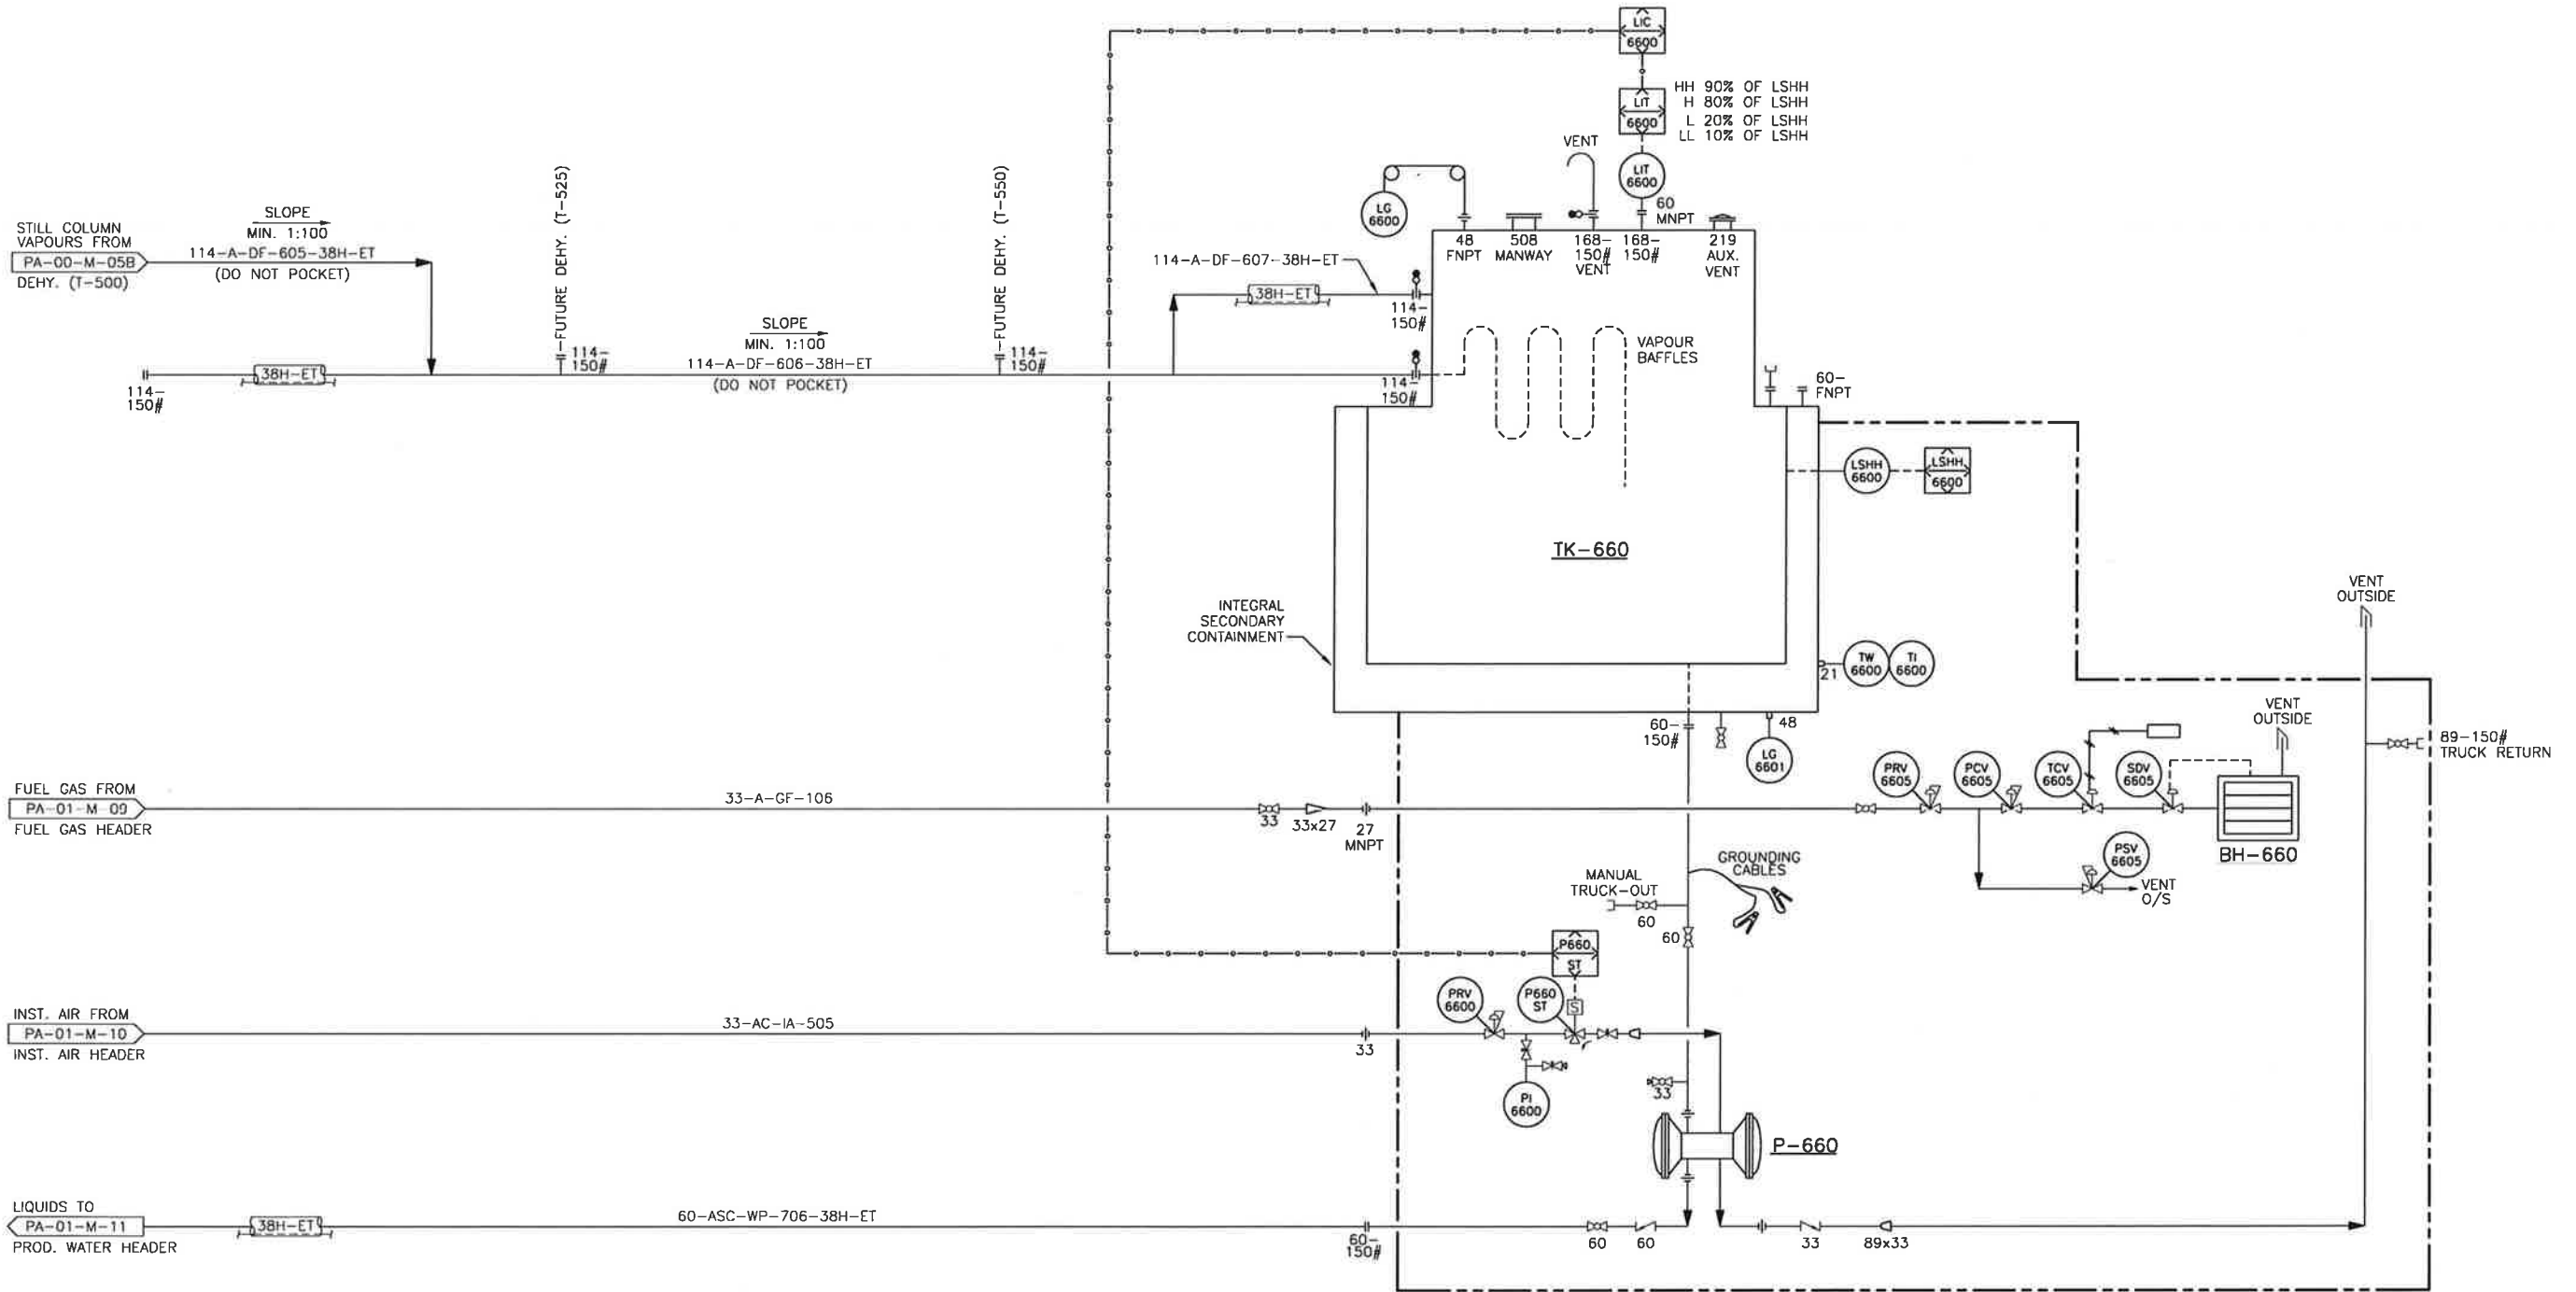 LIC
6600
LIT
6600
HH 90% OF LSHH
H 80% OF LSHH
L 20% OF LSHH
LL 10% OF LSHH
LIT
6600
VENT
60
MNPT
LG
6600
48
FNPT
508
MANWAY
168-
150#
VENT
168-
150#
219
AUX.
VENT
STILL COLUMN
VAPOURS FROM
PA-00-M-05B
DEHY. (T-500)
SLOPE
MIN. 1:100
114-A-DF-605-38H-ET
(DO NOT POCKET)
FUTURE DEHY. (T-525)
FUTURE DEHY. (T-550)
114-A-DF-607-38H-ET
38H-ET
114-
150#
114-
150#
38H-ET
114-
150#
SLOPE
MIN. 1:100
114-A-DF-606-38H-ET
(DO NOT POCKET)
114-
150#
114-
150#
VAPOUR
BAFFLES
60-
FNPT
LSHH
6600
LSHH
6600
TK-660
INTEGRAL
SECONDARY
CONTAINMENT
TW
6600
TI
6600
21
60-
150#
48
LG
6601
VENT
OUTSIDE
VENT
OUTSIDE
89-150#
TRUCK RETURN
FUEL GAS FROM
PA-01-M-09
FUEL GAS HEADER
33-A-GF-106
33
33x27
27
MNPT
PRV
6605
PCV
6605
TCV
6605
SDV
6605
BH-660
PSV
6605
VENT
O/S
GROUNDING
CABLES
MANUAL
TRUCK-OUT
60
60
P660
ST
INST. AIR FROM
PA-01-M-10
INST. AIR HEADER
33-AC-IA-505
33
PRV
6600
P660
ST
S
PI
6600
33
P-660
LIQUIDS TO
PA-01-M-11
PROD. WATER HEADER
38H-ET
60-ASC-WP-706-38H-ET
60-
150#
60
60
33
89x33